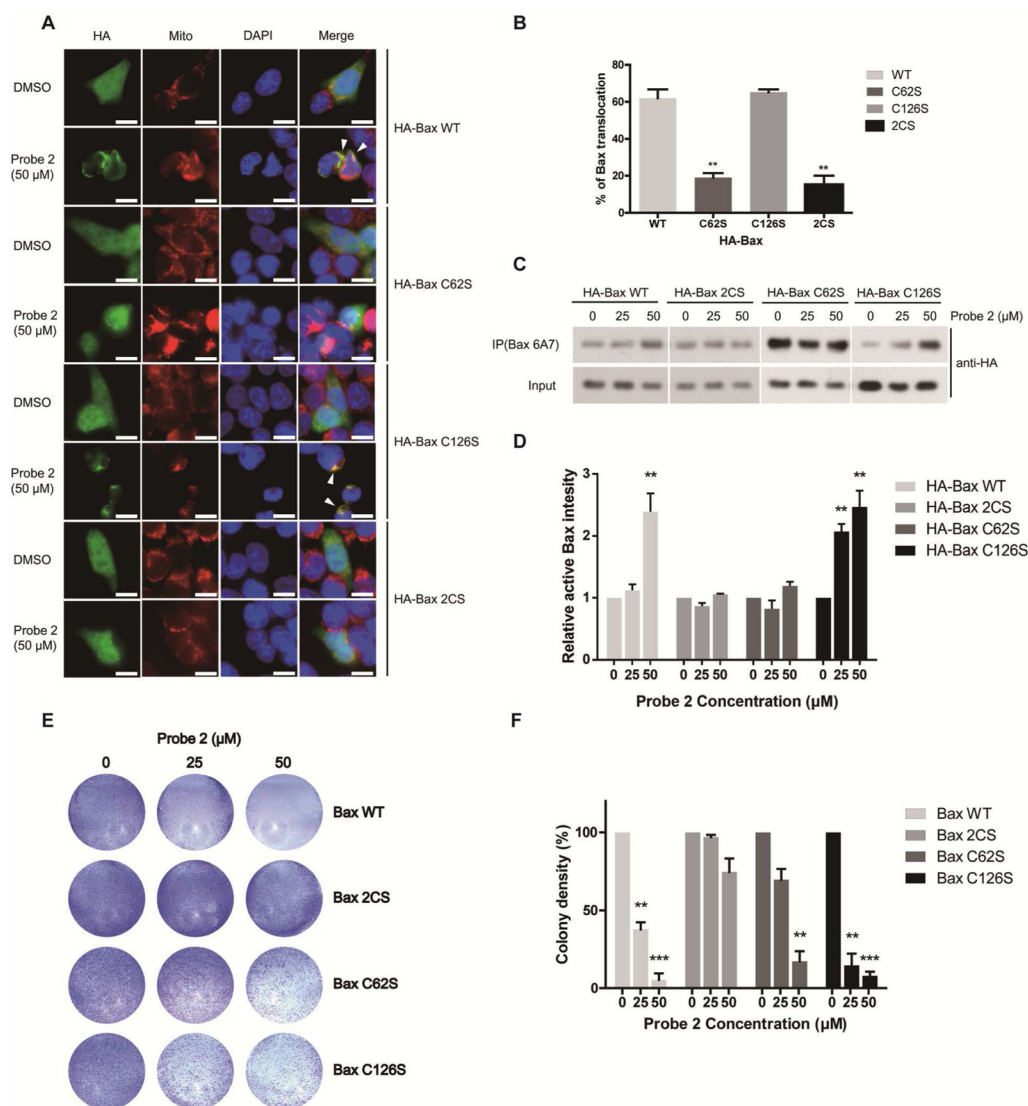 A
HA Mito DAPI Merge
DMSO
Probe 2
(50 μM)
HA-Bax WT
DMSO
Probe 2
(50 μM)
HA-Bax C62S
DMSO
Probe 2
(50 μM)
HA-Bax C126S
DMSO
Probe 2
(50 μM)
HA-Bax 2CS
B
% of Bax translocation
80
60
40
20
0
**
**
WT C62S C126S 2CS
HA-Bax
WT
C62S
C126S
2CS
C
HA-Bax WT HA-Bax 2CS HA-Bax C62S HA-Bax C126S
0 25 50 0 25 50 0 25 50 0 25 50 Probe 2 (μM)
IP(Bax 6A7)
Input
anti-HA
D
Relative active Bax intesity
3
2
1
0
**
**
**
0 25 50 0 25 50 0 25 50 0 25 50
Probe 2 Concentration (μM)
HA-Bax WT
HA-Bax 2CS
HA-Bax C62S
HA-Bax C126S
E
Probe 2 (μM)
0 25 50
Bax WT
Bax 2CS
Bax C62S
Bax C126S
F
Colony density (%)
100
50
0
**
***
**
**
***
0 25 50 0 25 50 0 25 50 0 25 50
Probe 2 Concentration (μM)
Bax WT
Bax 2CS
Bax C62S
Bax C126S